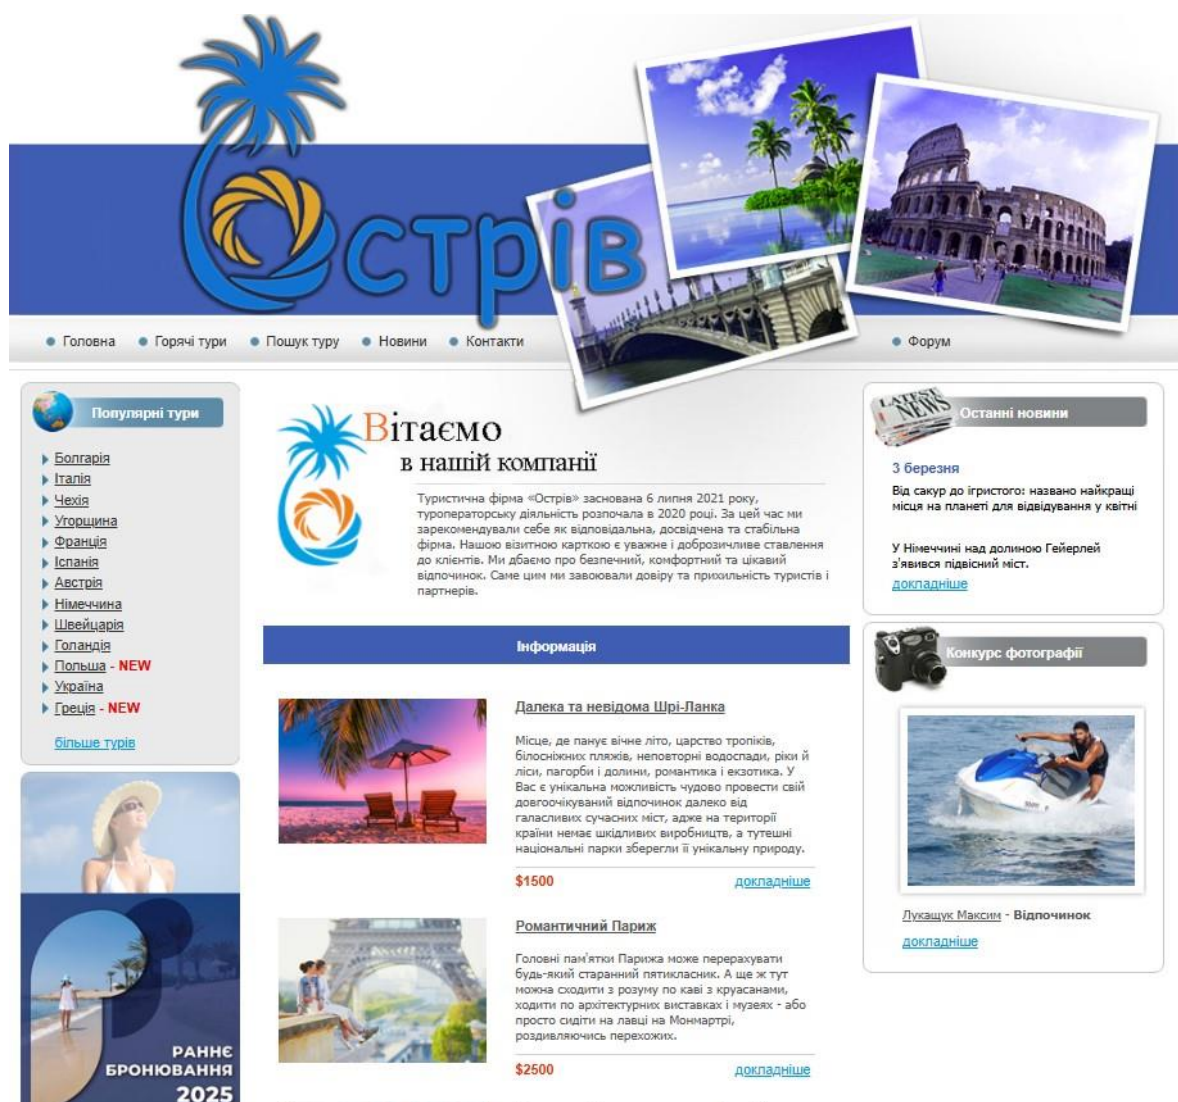 Острів
Головна
Горячі тури
Пошук туру
Новини
Контакти
Форум
Популярні тури
Болгарія
Італія
Чехія
Угорщина
Франція
Іспанія
Австрія
Німеччина
Швейцарія
Голандія
Польша - NEW
Україна
Греція - NEW
більше турів
РАННЄ
БРОНЮВАННЯ
2025
Вітаємо
в нашій компанії
Туристична фірма «Острів» заснована 6 липня 2021 року,
туроператорську діяльність розпочала в 2020 році. За цей час ми
зарекомендували себе як відповідальна, досвідчена та стабільна
фірма. Нашою візитною карткою є уважне і доброзичливе ставлення
до клієнтів. Ми дбаємо про безпечний, комфортний та цікавий
відпочинок. Саме цим ми завоювали довіру та прихильність туристів і
партнерів.
Інформація
Далека та невідома Шрі-Ланка
Місце, де панує вічне літо, царство тропіків,
білосніжних пляжів, неповторні водоспади, ріки й
ліси, пагорби і долини, романтика і екзотика. У
Вас є унікальна можливість чудово провести свій
довгоочікуваний відпочинок далеко від
галасливих сучасних міст, адже на території
країни немає шкідливих виробництв, а тутешні
національні парки зберегли її унікальну природу.
$1500
докладніше
Романтичний Париж
Головні пам'ятки Парижа може перерахувати
будь-який старанний пятикласник. А ще ж тут
можна сходити з розуму по каві з круасанами,
ходити по архітектурних виставках і музеях - або
просто сидіти на лавці на Монмартрі,
роздивляючись перехожих.
$2500
докладніше
LATEST
NEWS
Останні новини
3 березня
Від сакур до ігристого: названо найкращі
місця на планеті для відвідування у квітні
У Німеччині над долиною Гейерлей
з'явився підвісний міст.
докладніше
Конкурс фотографії
Лукащук Максим - Відпочинок
докладніше